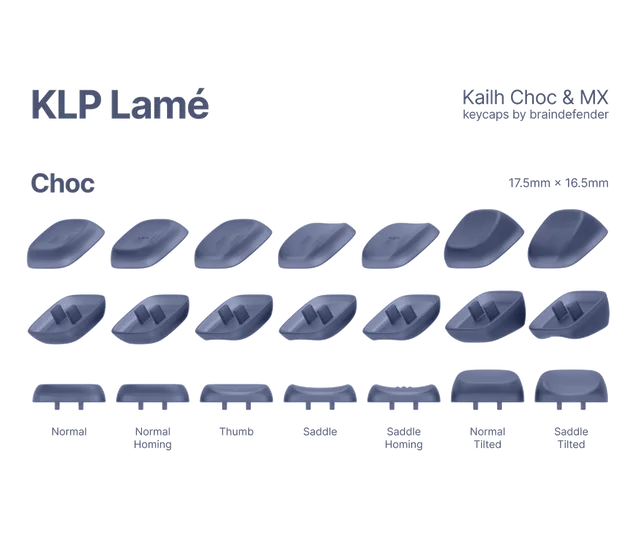 KLP Lamé
Kailh Choc & MX
keycaps by braindefender
Choc
17.5mm × 16.5mm
Normal
Normal
Homing
Thumb
Saddle
Saddle
Homing
Normal
Tilted
Saddle
Tilted